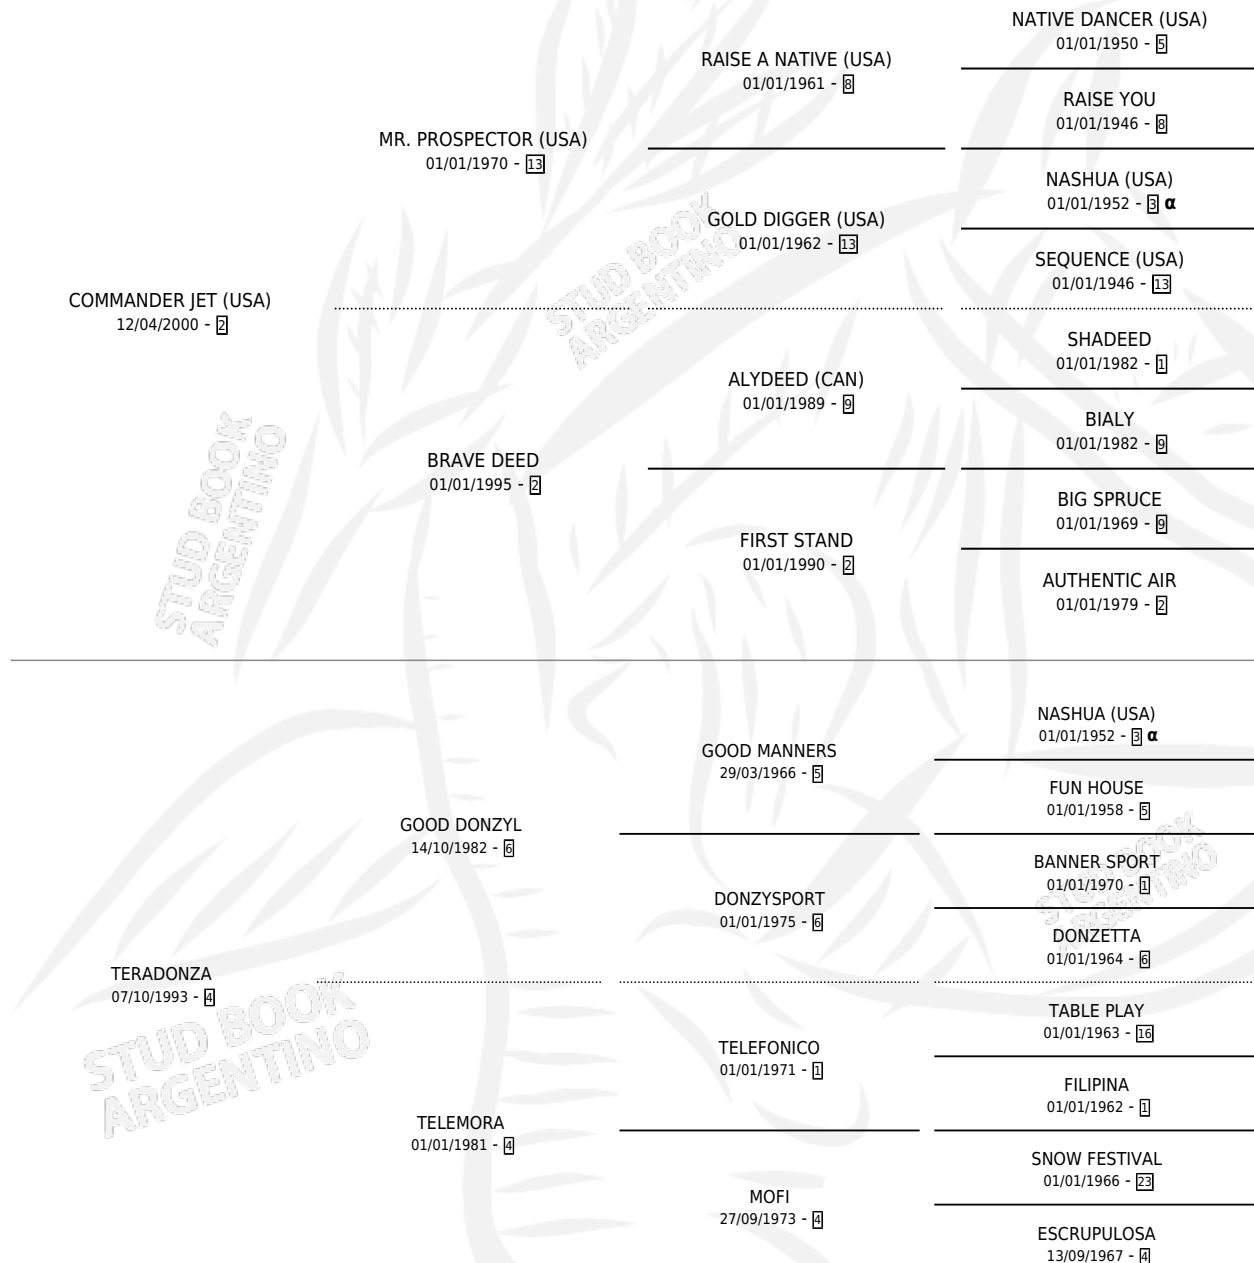 NATIVE DANCER (USA)
01/01/1950 - 5
RAISE A NATIVE (USA)
01/01/1961 - 8
RAISE YOU
01/01/1946 - 8
MR. PROSPECTOR (USA)
01/01/1970 - 13
NASHUA (USA)
01/01/1952 - 3 α
GOLD DIGGER (USA)
01/01/1962 - 13
SEQUENCE (USA)
01/01/1946 - 13
COMMANDER JET (USA)
12/04/2000 - 2
SHADEED
01/01/1982 - 1
ALYDEED (CAN)
01/01/1989 - 9
BIALY
01/01/1982 - 9
BRAVE DEED
01/01/1995 - 2
BIG SPRUCE
01/01/1969 - 9
FIRST STAND
01/01/1990 - 2
AUTHENTIC AIR
01/01/1979 - 2
NASHUA (USA)
01/01/1952 - 3 α
GOOD MANNERS
29/03/1966 - 5
FUN HOUSE
01/01/1958 - 5
GOOD DONZYL
14/10/1982 - 6
BANNER SPORT
01/01/1970 - 1
DONZYSPORT
01/01/1975 - 6
DONZETTA
01/01/1964 - 6
TERADONZA
07/10/1993 - 4
TABLE PLAY
01/01/1963 - 16
TELEFONICO
01/01/1971 - 1
FILIPINA
01/01/1962 - 1
TELEMORA
01/01/1981 - 4
SNOW FESTIVAL
01/01/1966 - 23
MOFI
27/09/1973 - 4
ESCRUPULOSA
13/09/1967 - 4
STUD BOOK
ARGENTINO
STUD BOOK
ARGENTINO
STUD BOOK
ARGENTINO
STUD BOOK
ARGENTINO